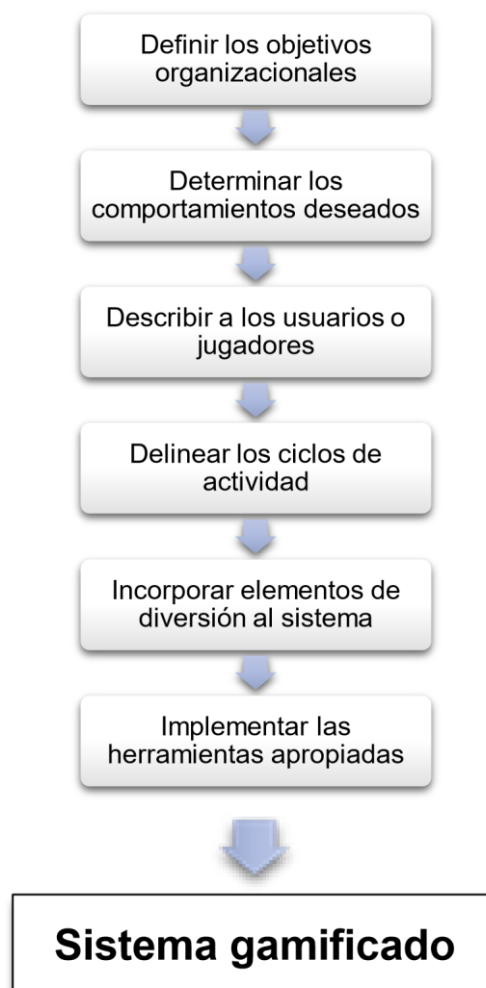 Definir los objetivos
organizacionales
Determinar los
comportamientos deseados
Describir a los usuarios o
jugadores
Delinear los ciclos de
actividad
Incorporar elementos de
diversión al sistema
Implementar las
herramientas apropiadas
Sistema gamificado